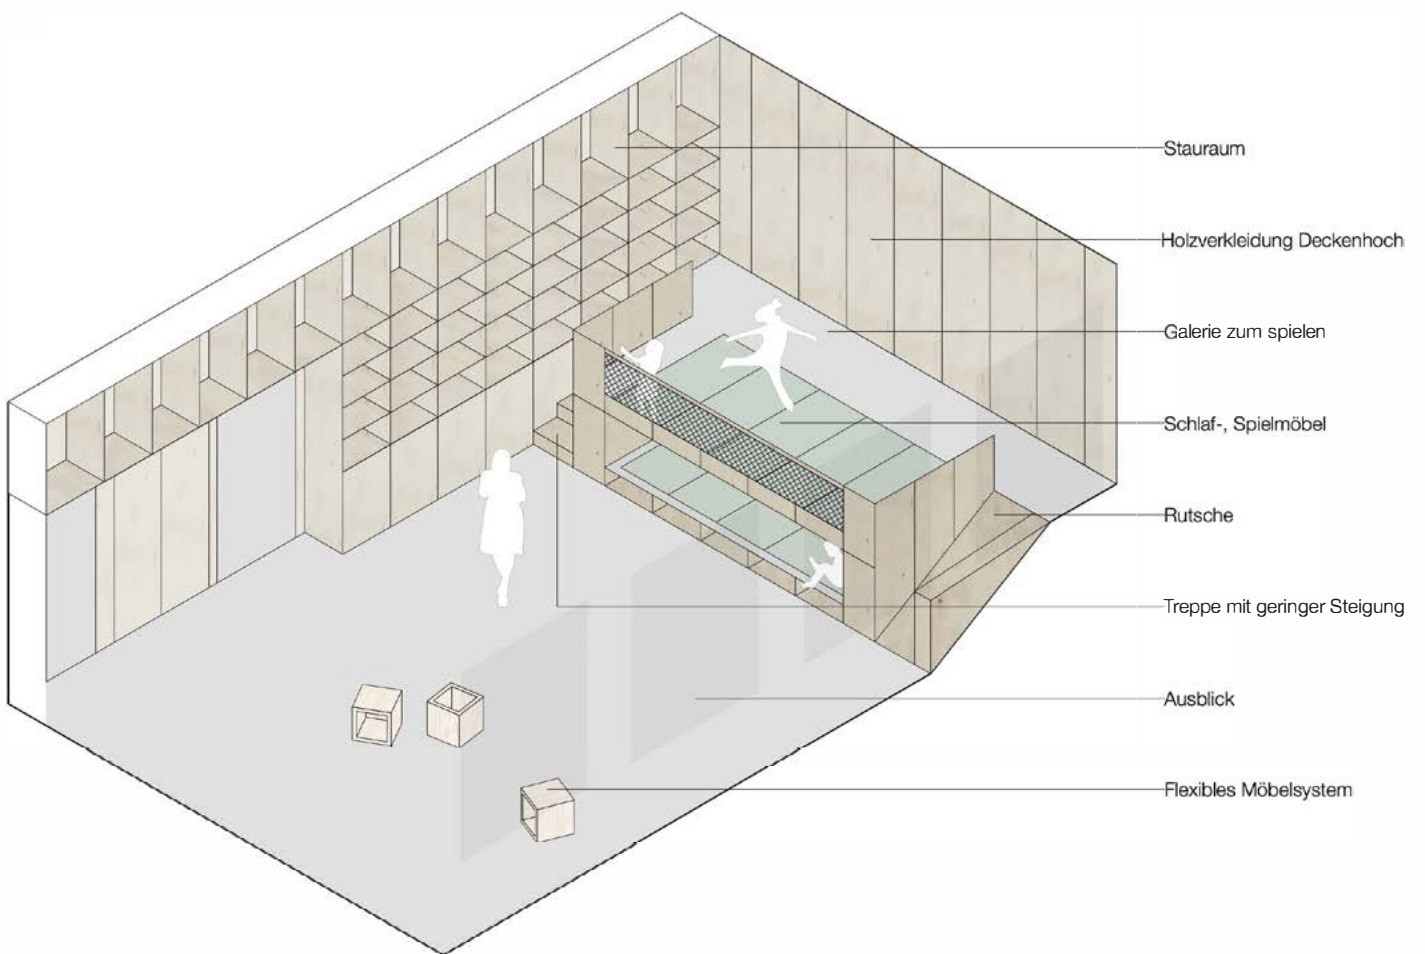 Stauraum
Holzverkleidung Deckenhoch
Galerie zum spielen
Schlaf-, Spielmöbel
Rutsche
Treppe mit geringer Steigung
Ausblick
Flexibles Möbelsystem